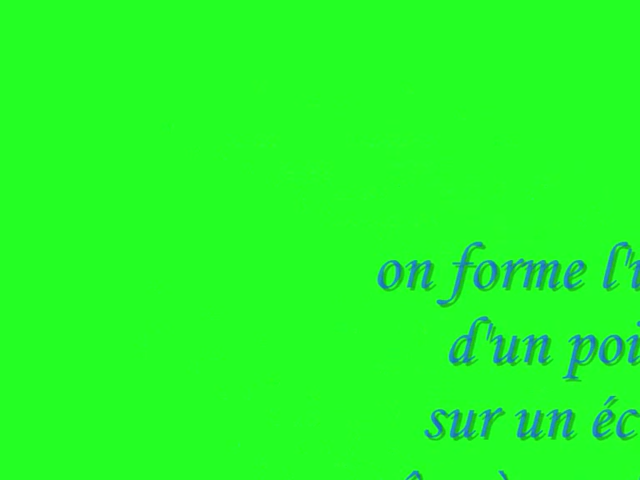 on forme l'i
d'un poi
sur un éc